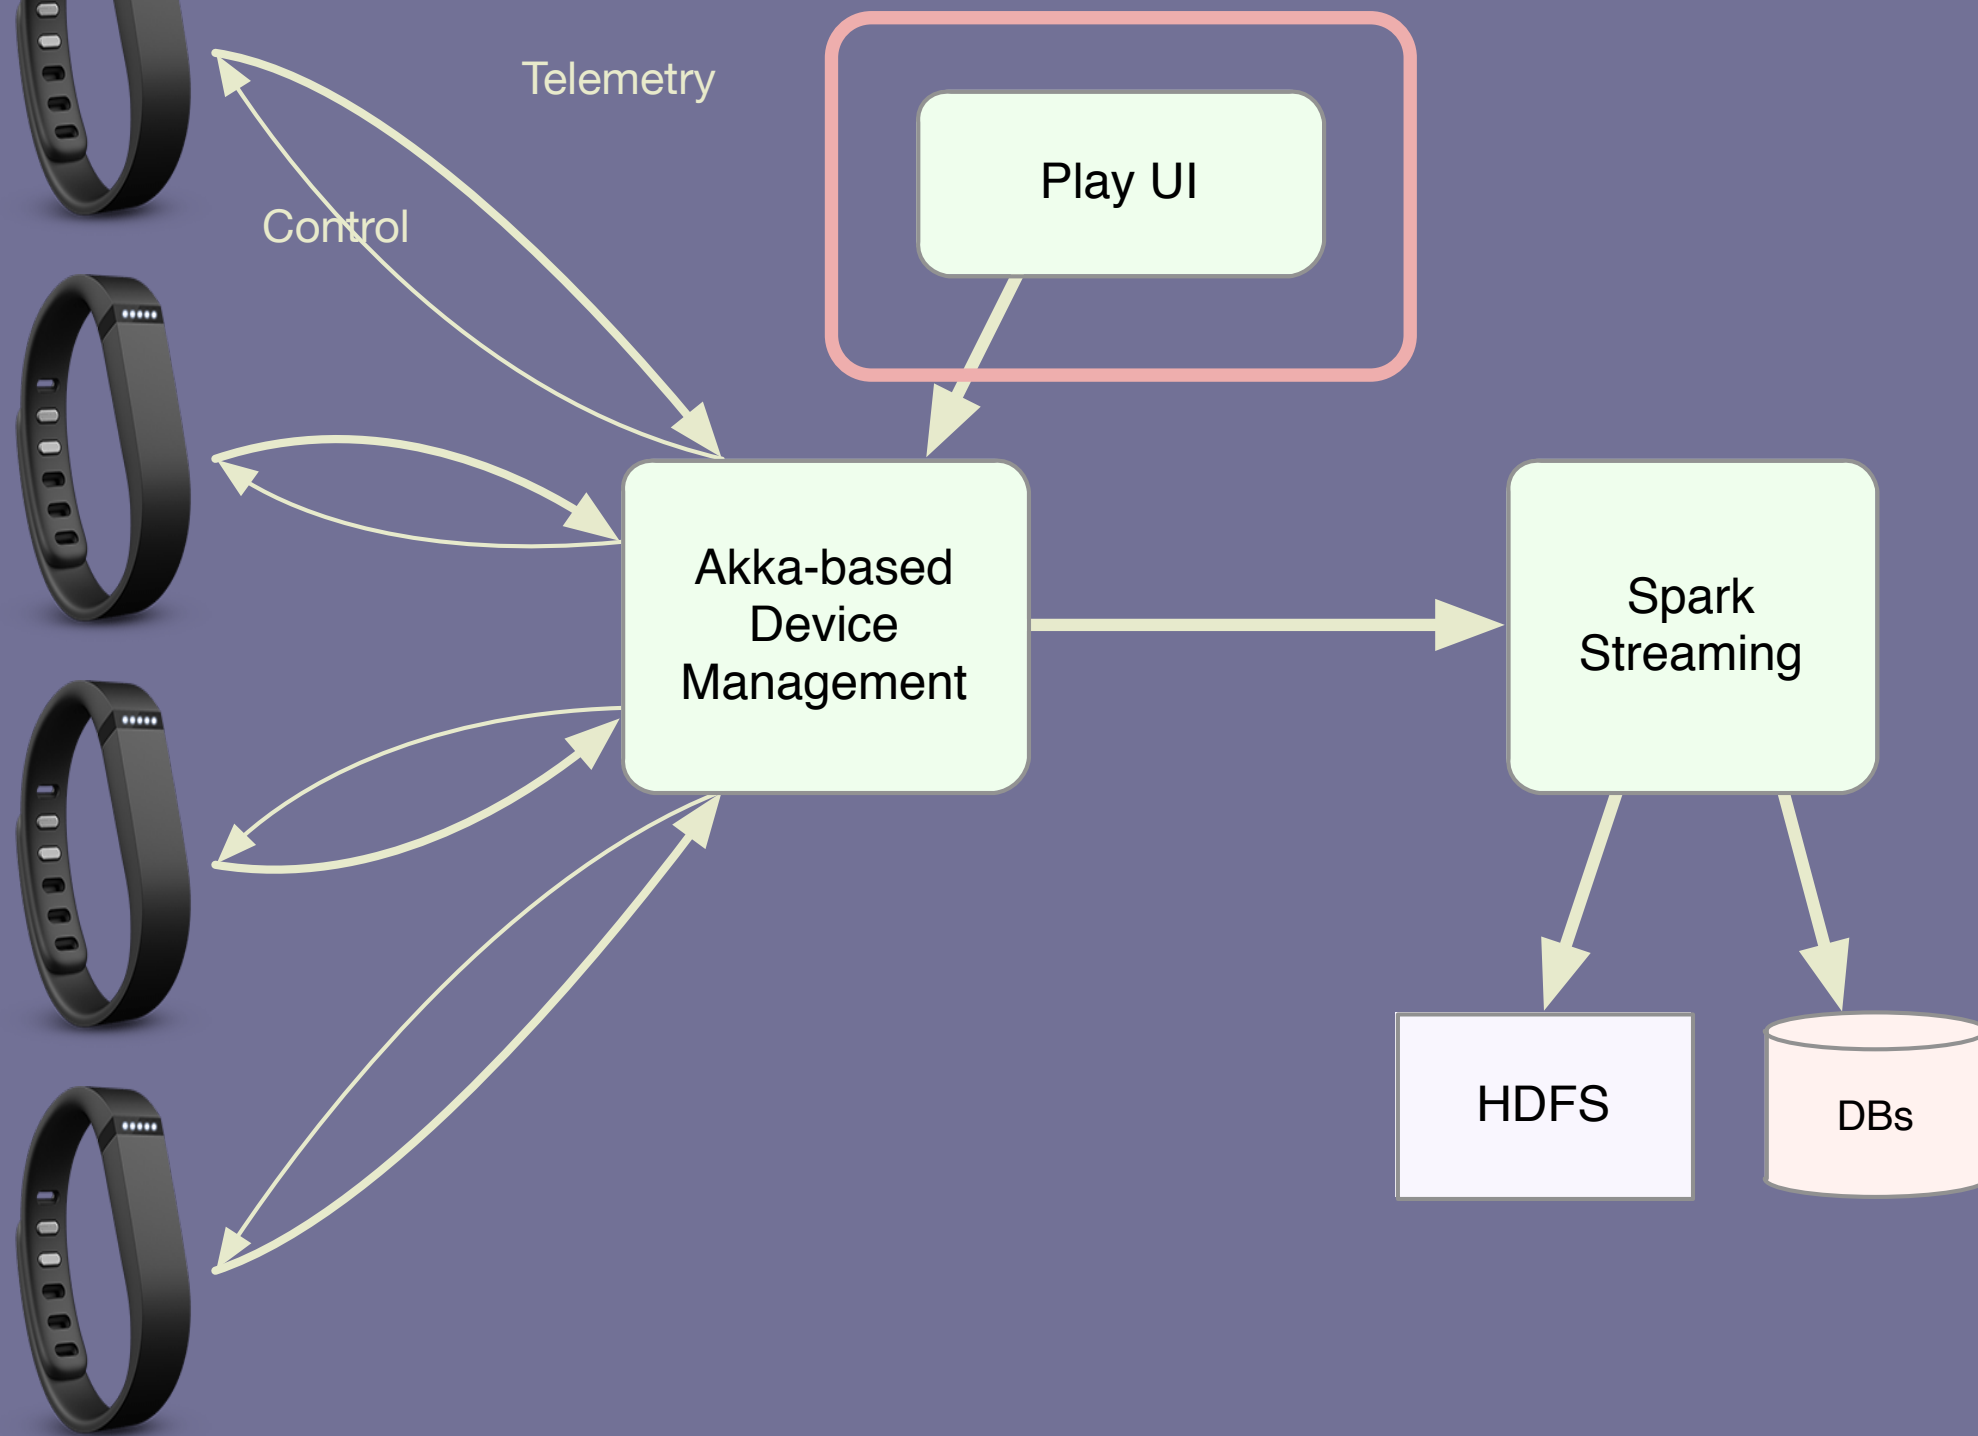 Telemetry
Play UI
Control
Akka-based
Device
Management
Spark
Streaming
HDFS
DBs